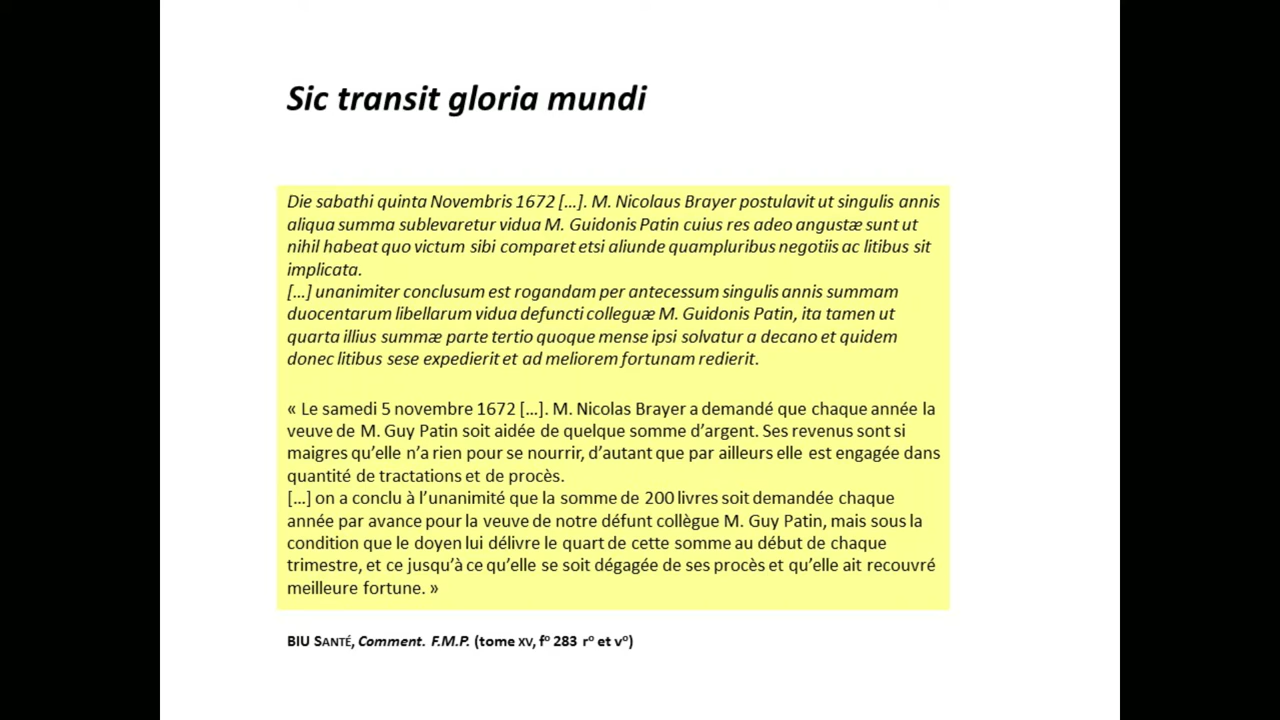 Sic transit gloria mundi
Die sabathi quinta Novembris 1672 […]. M. Nicolaus Brayer postulavit ut singulis annis
aliqua summa sublevaretur vidua M. Guidonis Patin cuius res adeo angustæ sunt ut
nihil habeat quo victum sibi comparet etsi aliunde quampluribus negotiis ac litibus sit
implicata.
[…] unanimiter conclusum est rogandam per antecessum singulis annis summam
duocentarum libellarum vidua defuncti colleguæ M. Guidonis Patin, ita tamen ut
quarta illius summæ parte tertio quoque mense ipsi solvatur a decano et quidem
donec litibus sese expedierit et ad meliorem fortunam redierit.
« Le samedi 5 novembre 1672 […]. M. Nicolas Brayer a demandé que chaque année la
veuve de M. Guy Patin soit aidée de quelque somme d’argent. Ses revenus sont si
maigres qu’elle n’a rien pour se nourrir, d’autant que par ailleurs elle est engagée dans
quantité de tractations et de procès.
[…] on a conclu à l’unanimité que la somme de 200 livres soit demandée chaque
année par avance pour la veuve de notre défunt collègue M. Guy Patin, mais sous la
condition que le doyen lui délivre le quart de cette somme au début de chaque
trimestre, et ce jusqu’à ce qu’elle se soit dégagée de ses procès et qu’elle ait recouvré
meilleure fortune. »
BIU SANTÉ, Comment. F.M.P. (tome XV, fº 283 rº et vº)